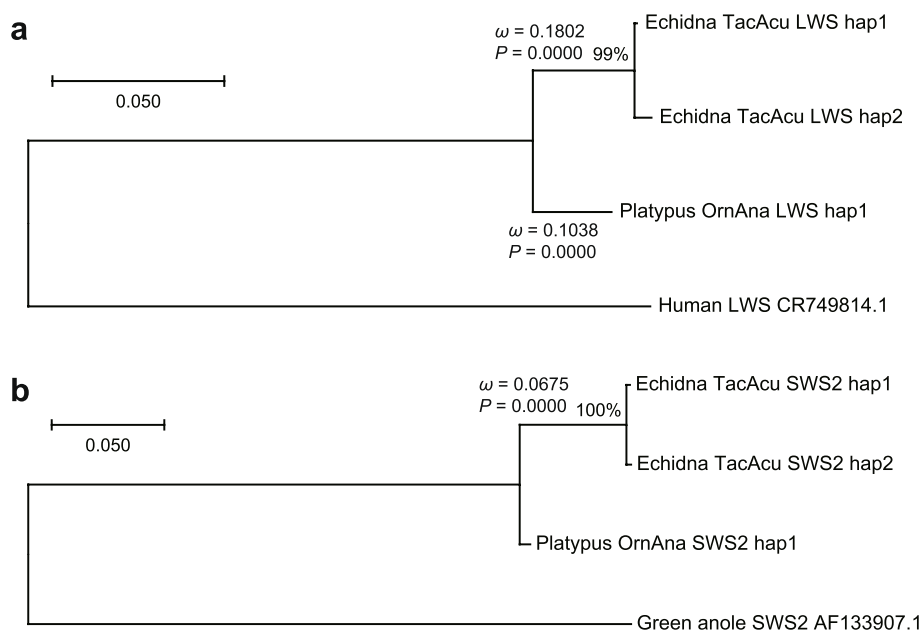 a
Echidna TacAcu LWS hap1
ω = 0.1802
P = 0.0000 99%
0.050
Echidna TacAcu LWS hap2
Platypus OrnAna LWS hap1
ω = 0.1038
P = 0.0000
Human LWS CR749814.1
b
Echidna TacAcu SWS2 hap1
ω = 0.0675
P = 0.0000 100%
0.050
Echidna TacAcu SWS2 hap2
Platypus OrnAna SWS2 hap1
Green anole SWS2 AF133907.1